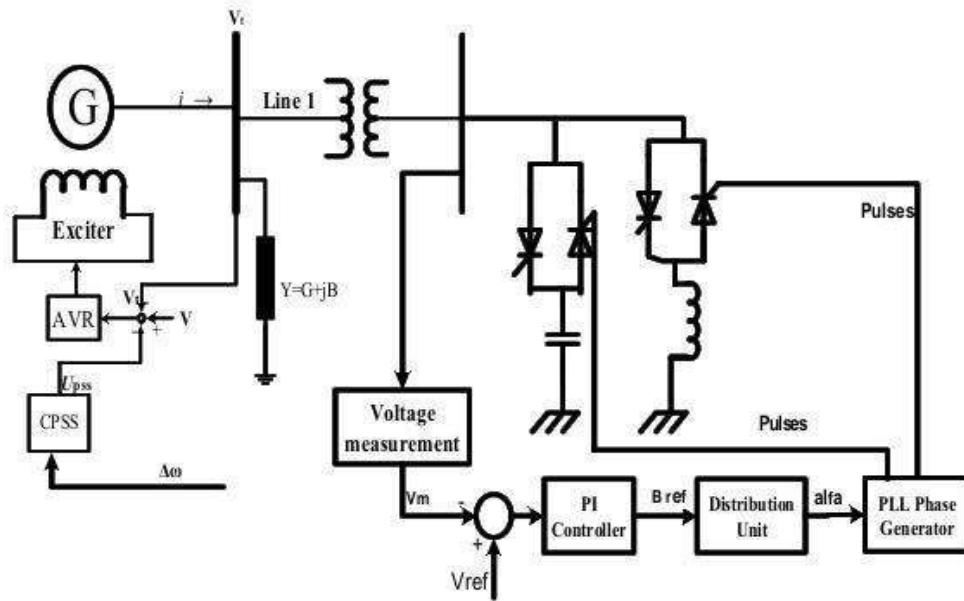 Vt
G
i →
Line 1
Exciter
Pulses
Y=G+jB
Vt
AVR
V
- +
Upss
CPSS
Voltage
measurement
Pulses
Δω
Vm
-
+
PI
Controller
B ref
Distribution
Unit
alfa
PLL Phase
Generator
Vref